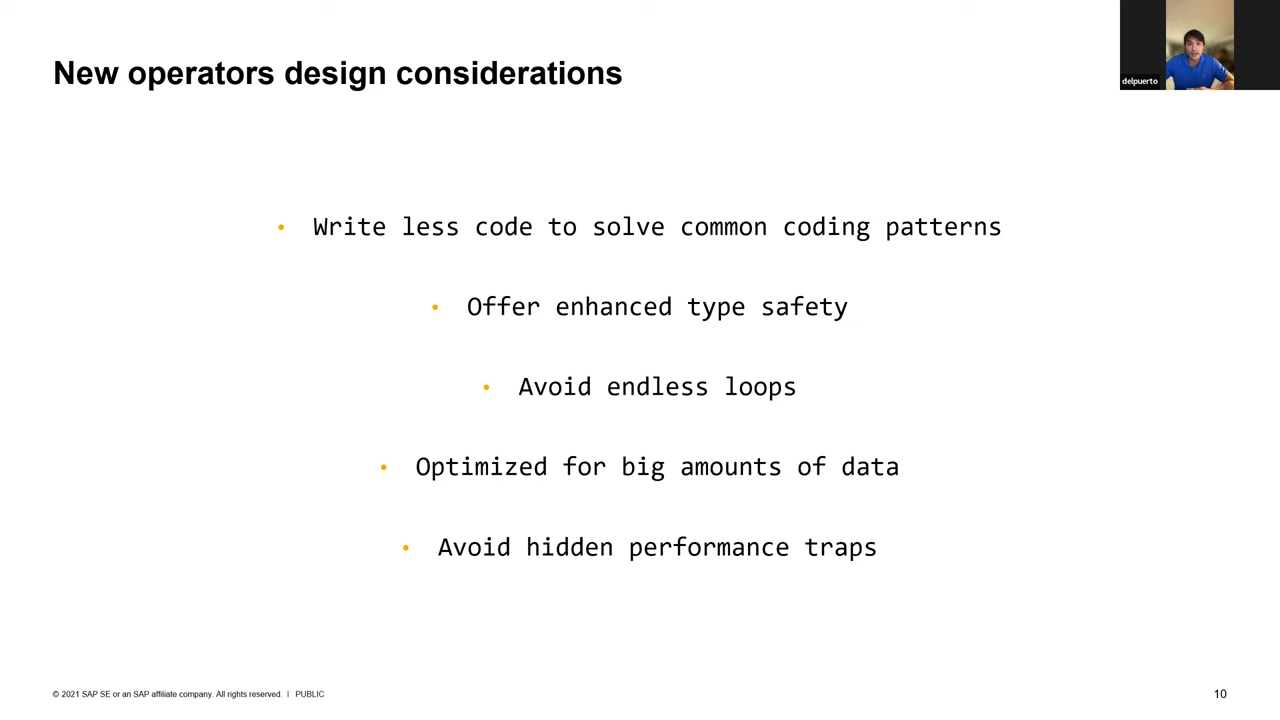 New operators design considerations
delpuerto
• Write less code to solve common coding patterns
• Offer enhanced type safety
• Avoid endless loops
• Optimized for big amounts of data
• Avoid hidden performance traps
© 2021 SAP SE or an SAP affiliate company. All rights reserved. I PUBLIC
10